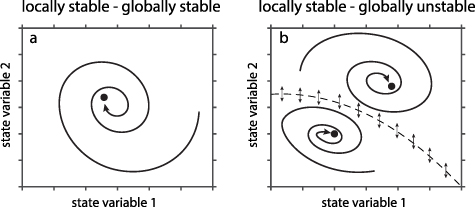 locally stable - globally stable
locally stable - globally unstable
a
b
state variable 2
state variable 2
state variable 1
state variable 1